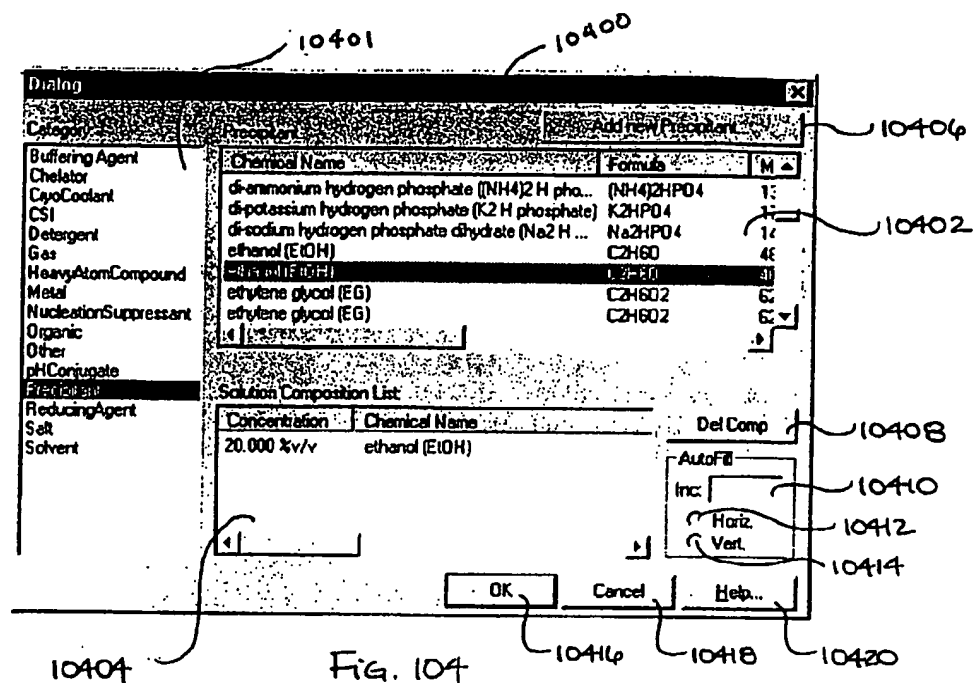 10401
10400
Dialog
Category
Precipitant
Add new Precipitant...
10406
Buffering Agent
Chelator
CryoCoolant
CSI
Detergent
Gas
HeavyAtomCompound
Metal
NucleationSuppressant
Organic
Other
pHConjugate
Precipitant
ReducingAgent
Salt
Solvent
Chemical Name Formula M
di-ammonium hydrogen phosphate ((NH4)2 H pho... (NH4)2HPO4
di-potassium hydrogen phosphate (K2 H phosphate) K2HPO4
di-sodium hydrogen phosphate dihydrate (Na2 H ... Na2HPO4
ethanol (EtOH) C2H6O
ethanol (EtOH) C2H6O
ethylene glycol (EG) C2H6O2
ethylene glycol (EG) C2H6O2
10402
Solution Composition List:
Concentration Chemical Name
20.000 %v/v ethanol (EtOH)
Del Comp
10408
AutoFill
Inc:
10410
Horiz.
10412
Vert.
10414
OK
Cancel
Help...
10404
FIG. 104
10416
10418
10420